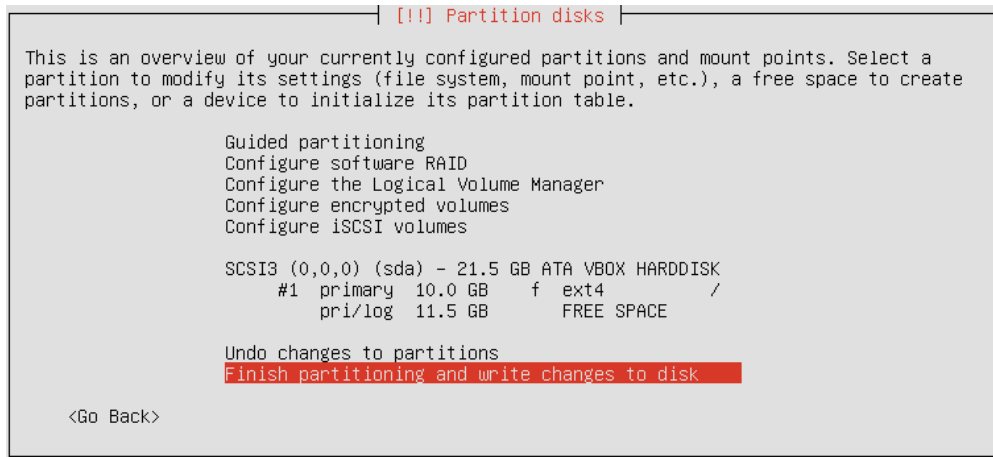 [!!] Partition disks
This is an overview of your currently configured partitions and mount points. Select a
partition to modify its settings (file system, mount point, etc.), a free space to create
partitions, or a device to initialize its partition table.
Guided partitioning
Configure software RAID
Configure the Logical Volume Manager
Configure encrypted volumes
Configure iSCSI volumes
SCSI3 (0,0,0) (sda) - 21.5 GB ATA VBOX HARDDISK
#1 primary 10.0 GB f ext4 /
pri/log 11.5 GB FREE SPACE
Undo changes to partitions
Finish partitioning and write changes to disk
<Go Back>